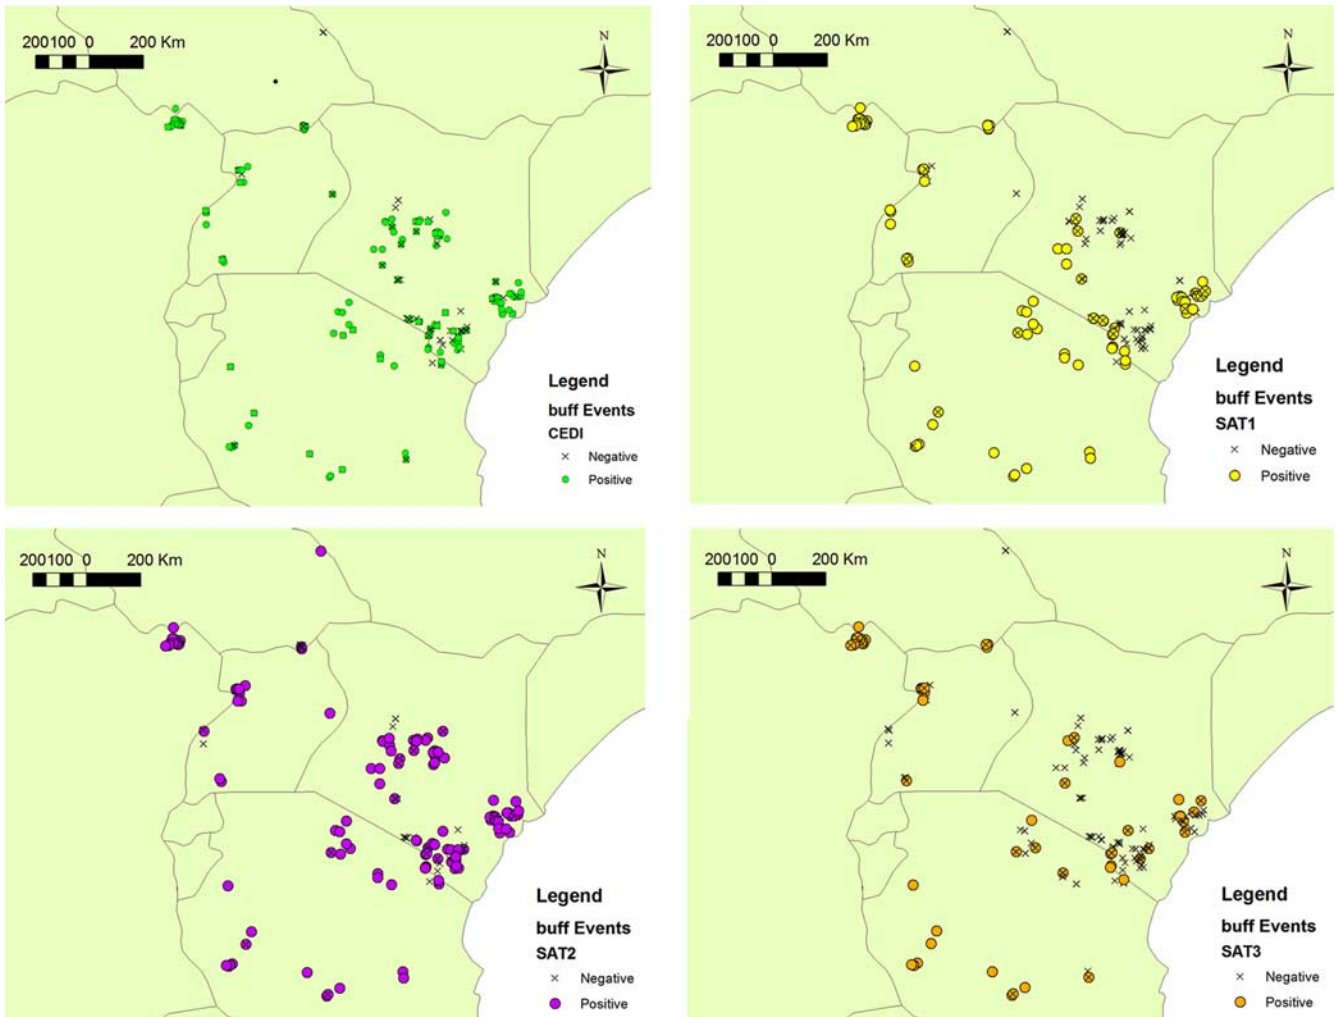 200100 0 200 Km
N
Legend
buff Events
CEDI
Negative
Positive
200100 0 200 Km
N
Legend
buff Events
SAT1
Negative
Positive
200100 0 200 Km
N
Legend
buff Events
SAT2
Negative
Positive
200100 0 200 Km
N
Legend
buff Events
SAT3
Negative
Positive